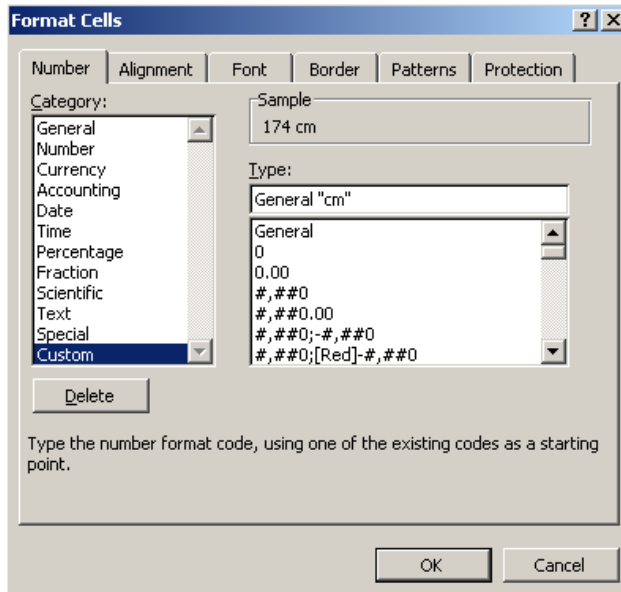 Format Cells
Number
Alignment
Font
Border
Patterns
Protection
Category:
General
Number
Currency
Accounting
Date
Time
Percentage
Fraction
Scientific
Text
Special
Custom
Sample
174 cm
Type:
General "cm"
General
0
0.00
#,##0
#,##0.00
#,##0;-#,##0
#,##0;[Red]-#,##0
Delete
Type the number format code, using one of the existing codes as a starting
point.
OK
Cancel